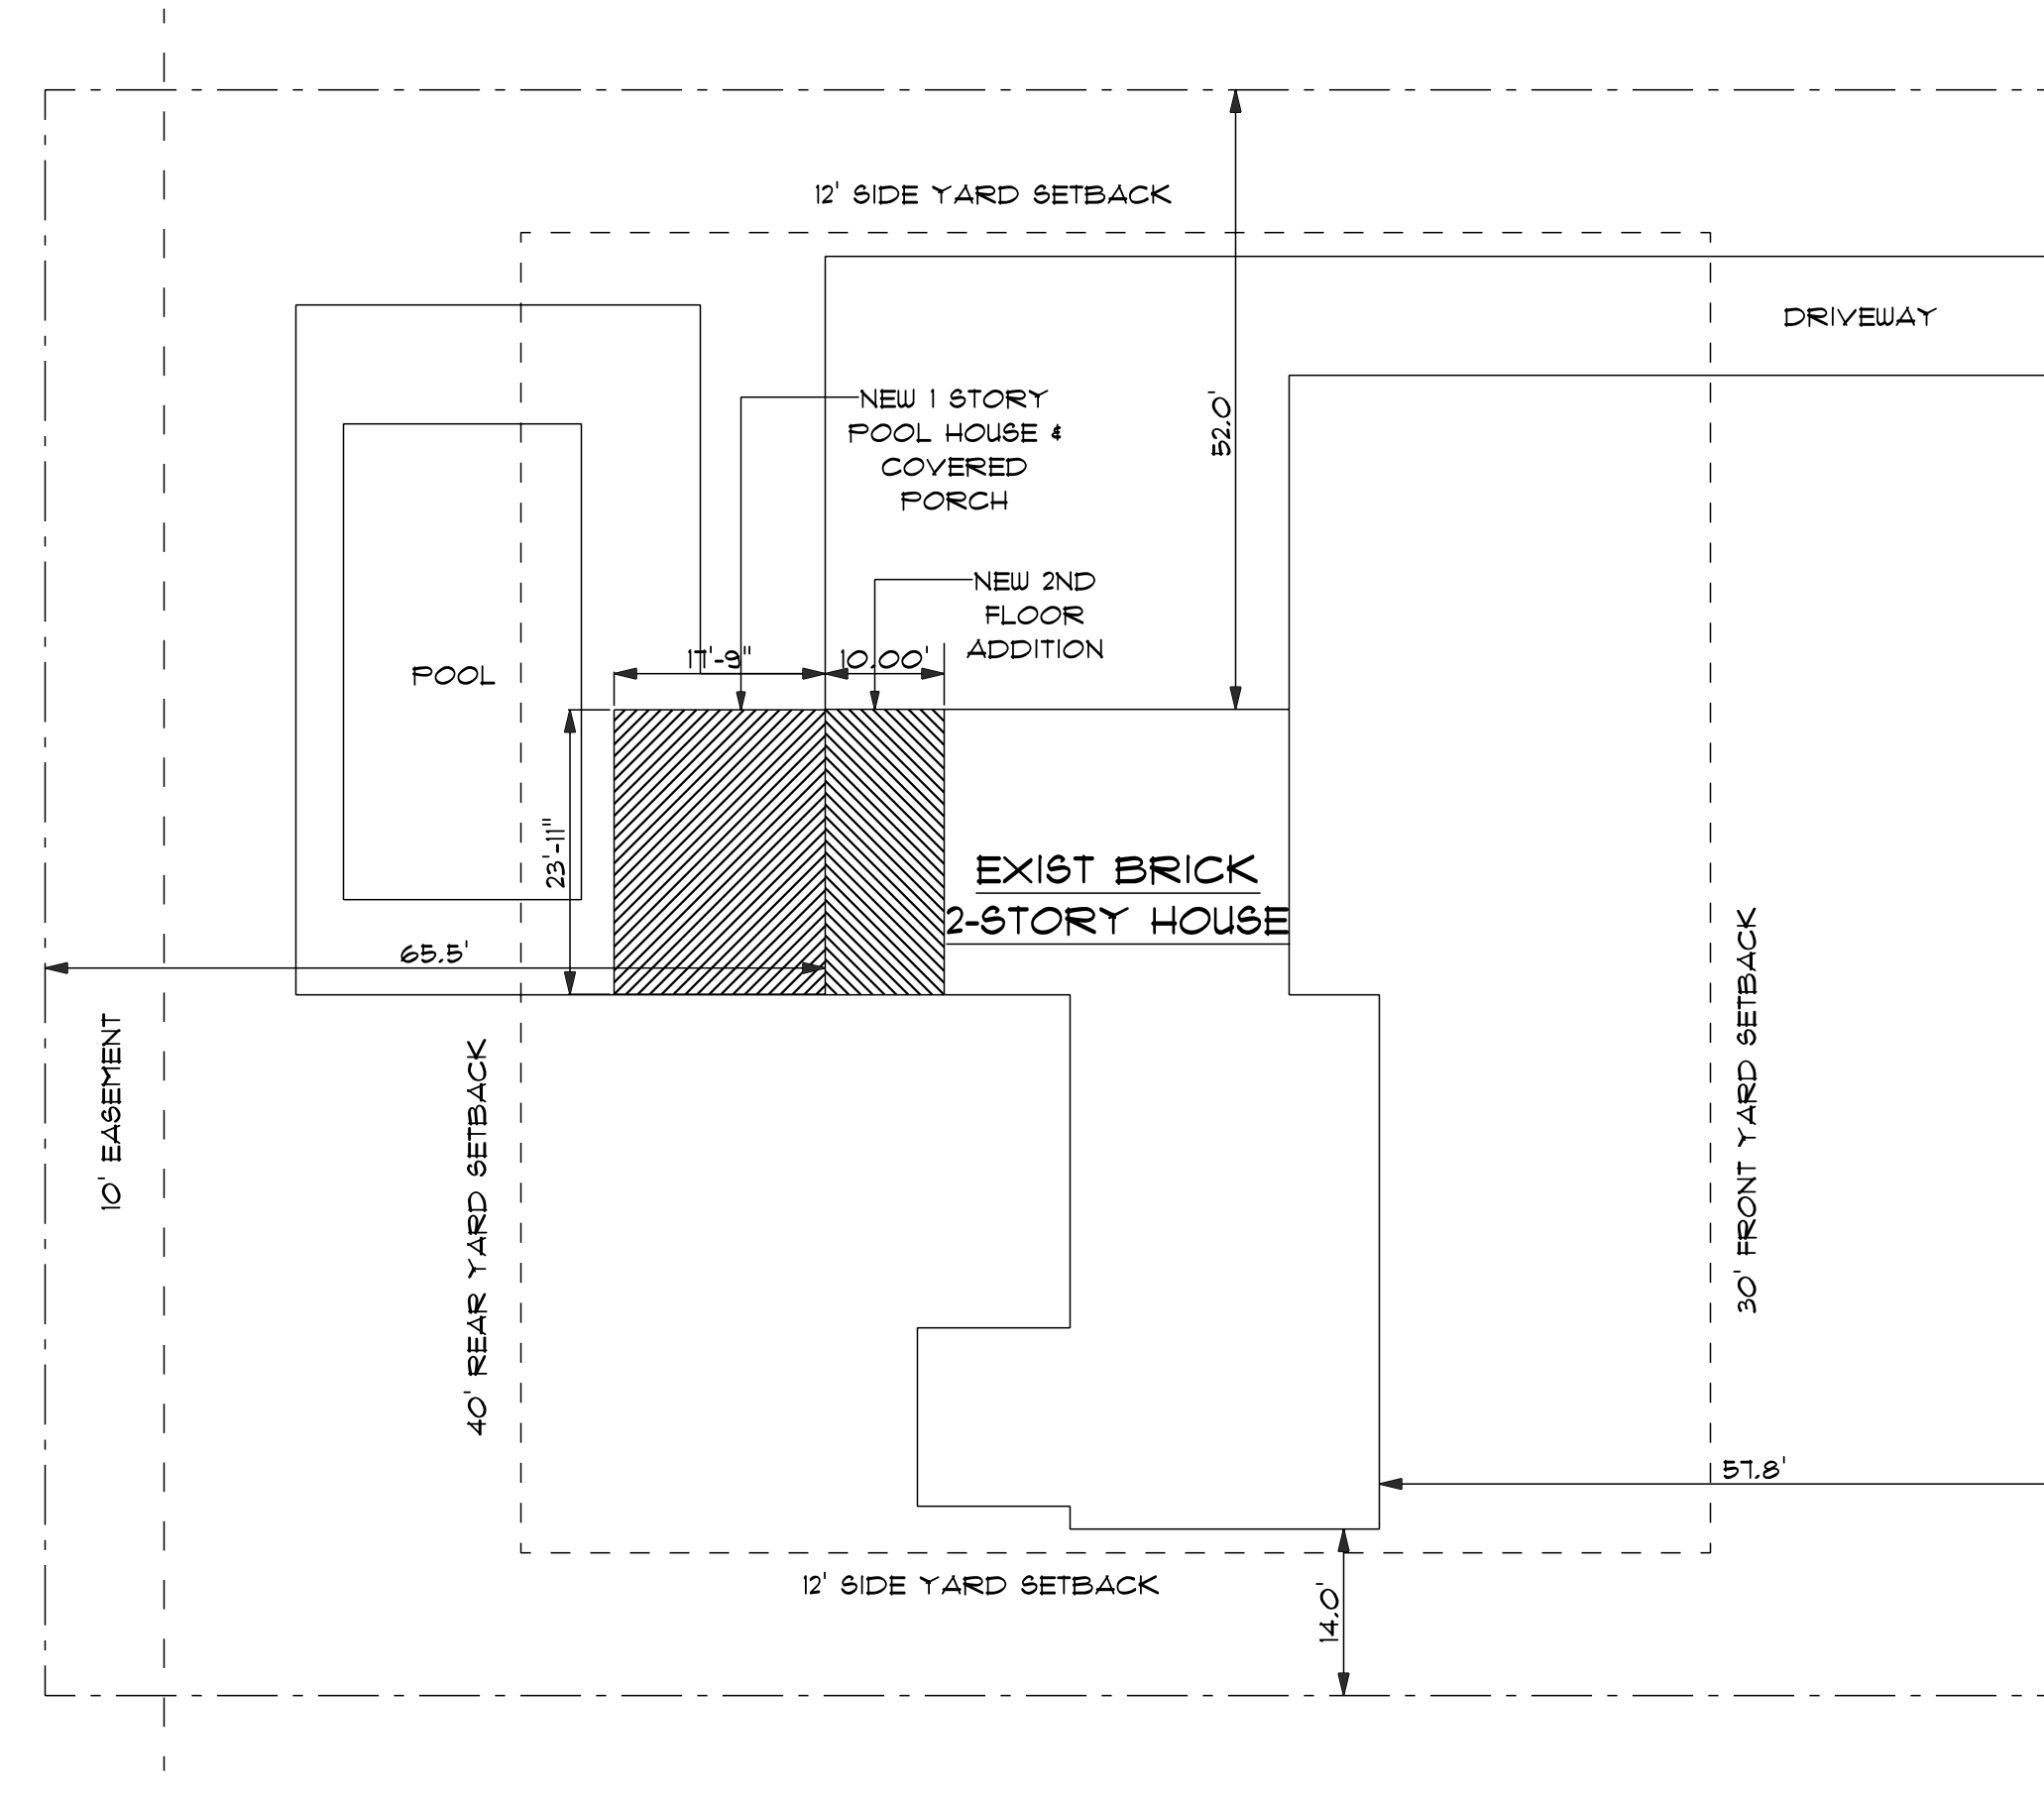 12' SIDE YARD SETBACK
DRIVEWAY
NEW 1 STORY
POOL HOUSE &
COVERED
PORCH
52.0'
NEW 2ND
FLOOR
ADDITION
17'-9"
10.00'
POOL
23'-11"
EXIST BRICK
2-STORY HOUSE
65.5'
10' EASEMENT
40' REAR YARD SETBACK
30' FRONT YARD SETBACK
57.8'
12' SIDE YARD SETBACK
14.0'